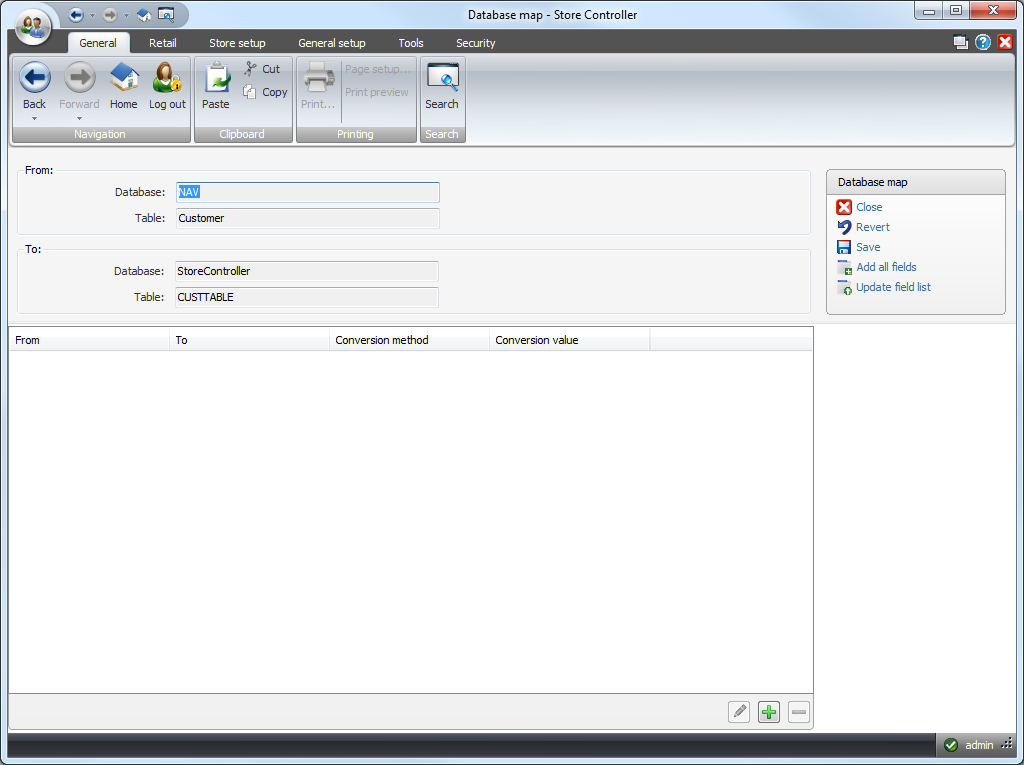 Database map - Store Controller
General Retail Store setup General setup Tools Security
Back Forward Home Log out Paste Cut Copy Print... Page setup... Print preview Search
Navigation Clipboard Printing Search
From:
Database: NAV
Table: Customer
To:
Database: StoreController
Table: CUSTTABLE
Database map
Close
Revert
Save
Add all fields
Update field list
From To Conversion method Conversion value
admin